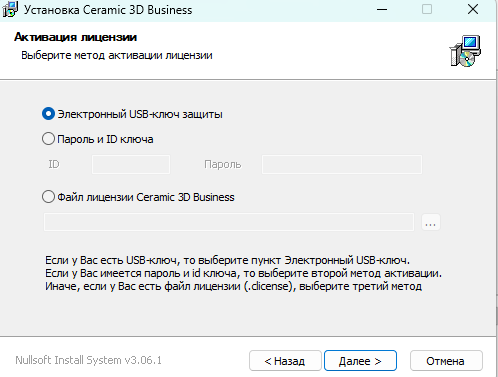 Установка Ceramic 3D Business
Активация лицензии
Выберите метод активации лицензии
Электронный USB-ключ защиты
Пароль и ID ключа
ID Пароль
Файл лицензии Ceramic 3D Business
...
Если у Вас есть USB-ключ, то выберите пункт Электронный USB-ключ.
Если у Вас имеется пароль и id ключа, то выберите второй метод активации.
Иначе, если у Вас есть файл лицензии (.clicense), выберите третий метод
Nullsoft Install System v3.06.1
< Назад Далее > Отмена